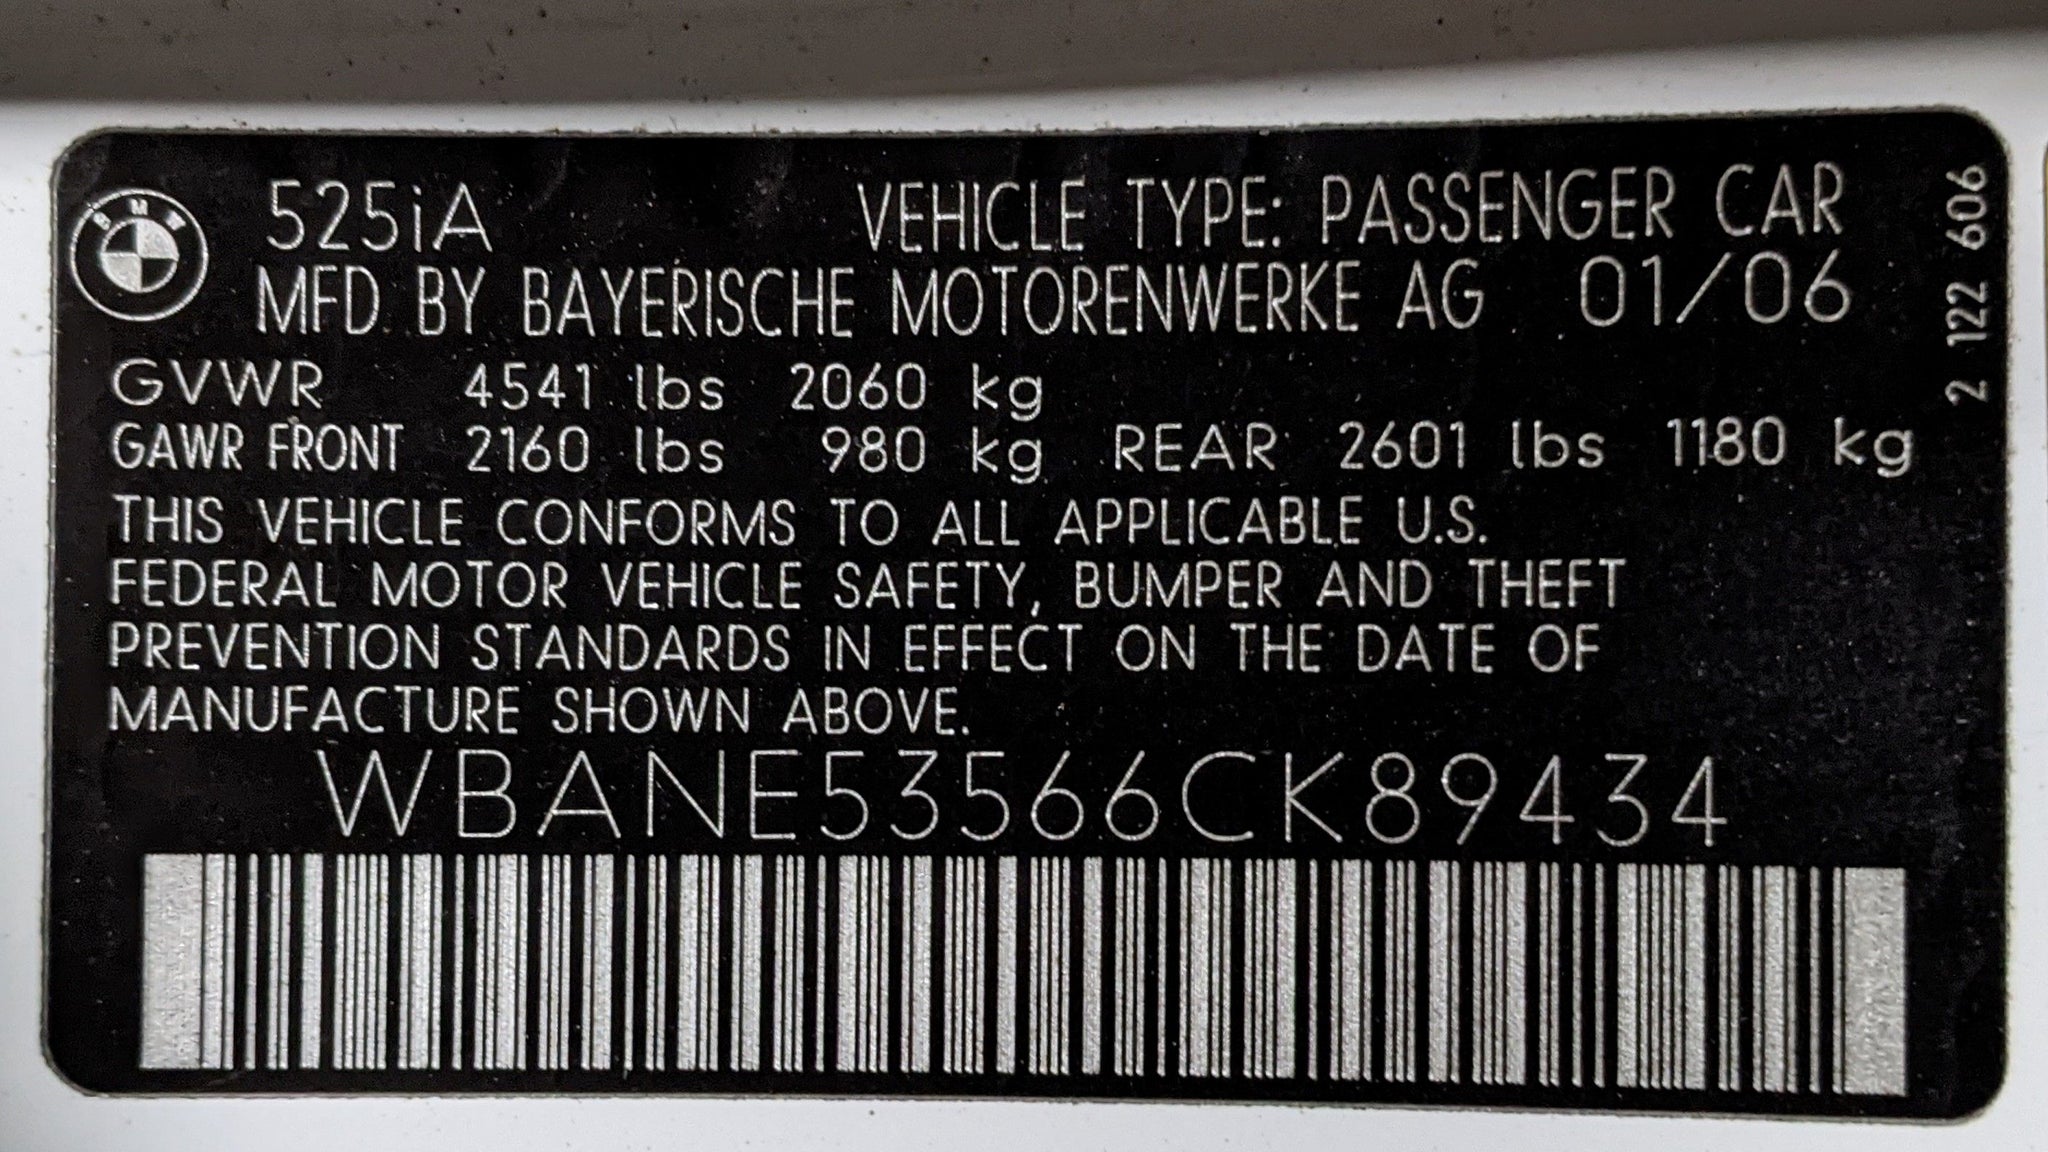 BMW
525iA VEHICLE TYPE: PASSENGER CAR
MFD BY BAYERISCHE MOTORENWERKE AG 01/06
GVWR 4541 lbs 2060 kg
GAWR FRONT 2160 lbs 980 kg REAR 2601 lbs 1180 kg
THIS VEHICLE CONFORMS TO ALL APPLICABLE U.S.
FEDERAL MOTOR VEHICLE SAFETY, BUMPER AND THEFT
PREVENTION STANDARDS IN EFFECT ON THE DATE OF
MANUFACTURE SHOWN ABOVE.
WBANE53566CK89434
2 122 606